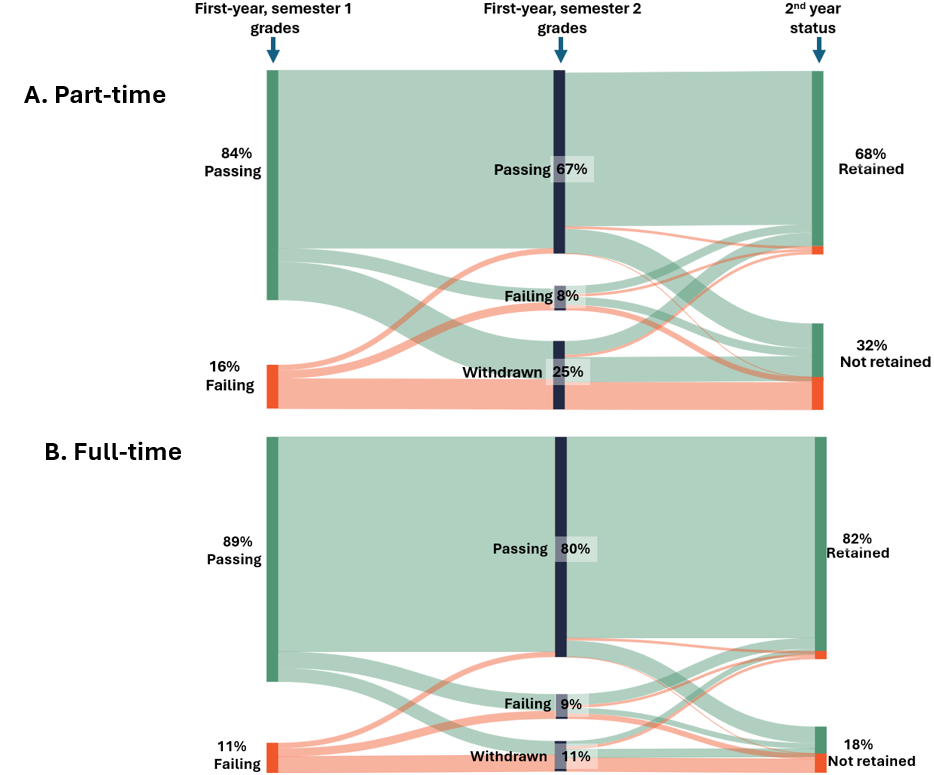 First-year, semester 1
grades
First-year, semester 2
grades
2nd year
status
A. Part-time
84%
Passing
Passing 67%
68%
Retained
Failing 8%
16%
Failing
Withdrawn 25%
32%
Not retained
B. Full-time
89%
Passing
Passing 80%
82%
Retained
Failing 9%
11%
Failing
Withdrawn 11%
18%
Not retained